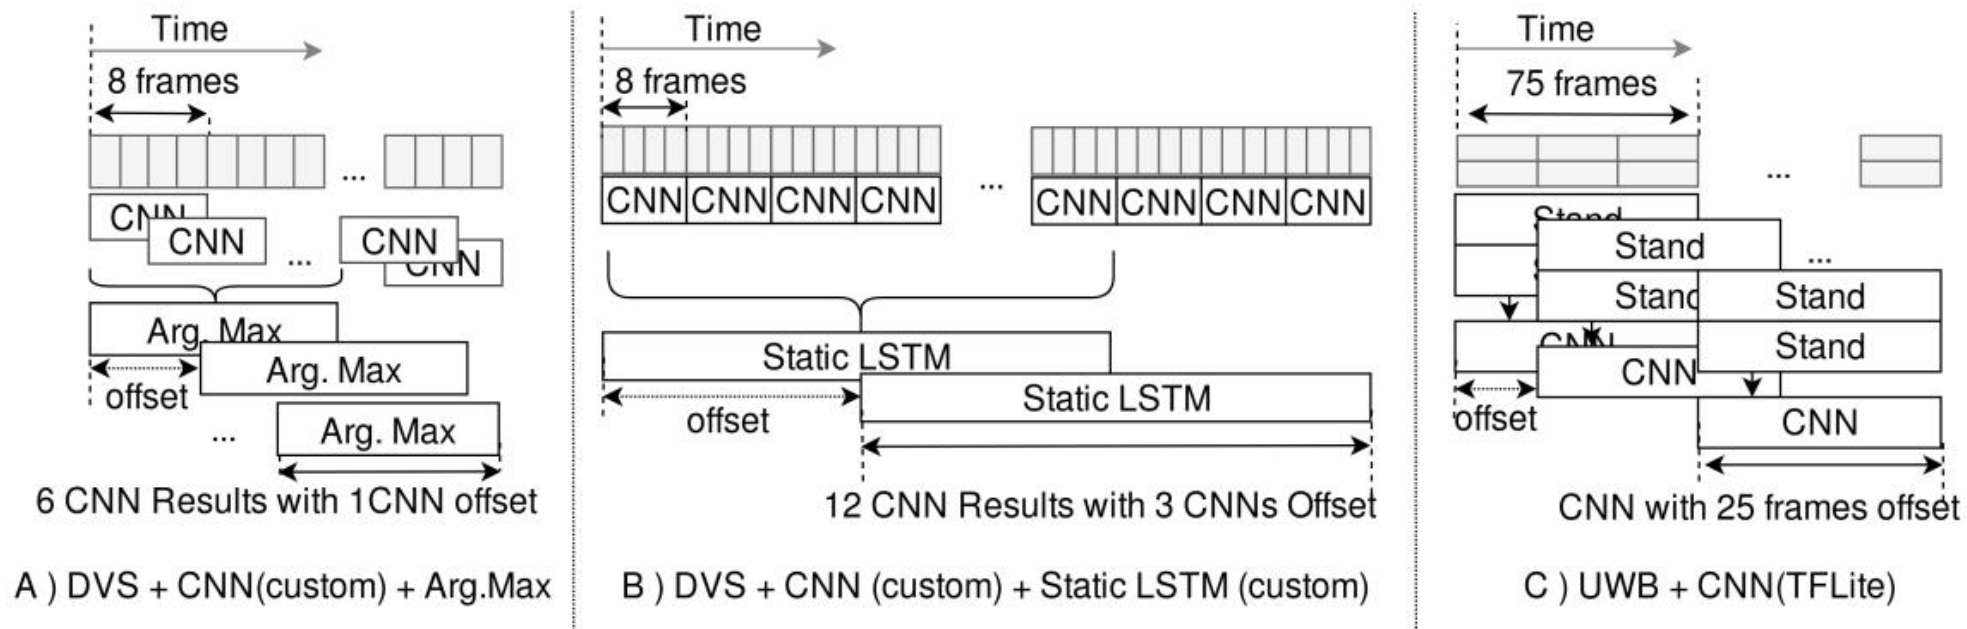 Time
8 frames
...
CNN
CNN
...
CNN
CNN
Arg. Max
Arg. Max
offset
...
Arg. Max
6 CNN Results with 1CNN offset
A ) DVS + CNN(custom) + Arg.Max
Time
8 frames
...
CNN CNN CNN CNN
CNN CNN CNN CNN
Static LSTM
Static LSTM
offset
12 CNN Results with 3 CNNs Offset
B ) DVS + CNN (custom) + Static LSTM (custom)
Time
75 frames
...
Stand
Stand
...
Stand
Stand
Stand
CNN
CNN
offset
CNN
CNN with 25 frames offset
C ) UWB + CNN(TFLite)